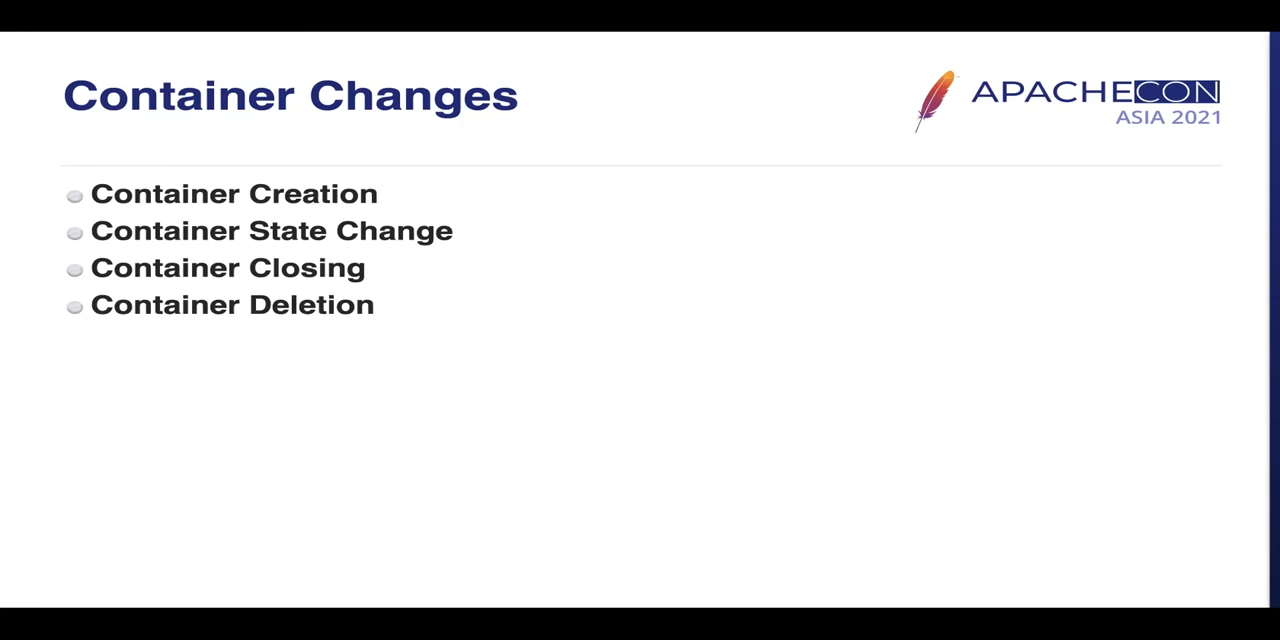 Container Changes
APACHECON
ASIA 2021
Container Creation
Container State Change
Container Closing
Container Deletion